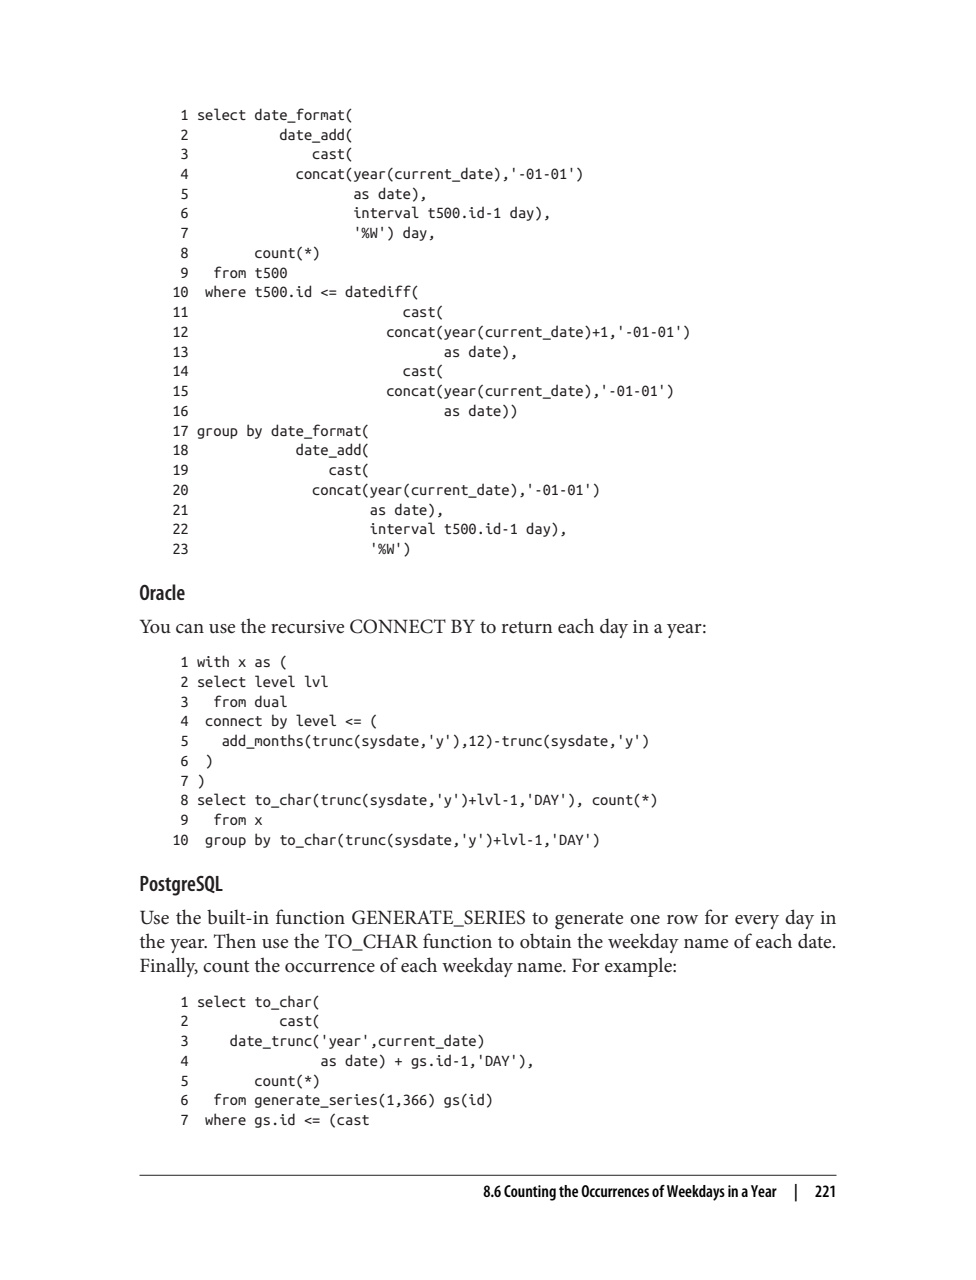 1 select date_format(
2           date_add(
3               cast(
4             concat(year(current_date),'-01-01')
5                    as date),
6                    interval t500.id-1 day),
7                    '%W') day,
8        count(*)
9   from t500
10  where t500.id <= datediff(
11                          cast(
12                        concat(year(current_date)+1,'-01-01')
13                               as date),
14                          cast(
15                        concat(year(current_date),'-01-01')
16                               as date))
17 group by date_format(
18             date_add(
19                 cast(
20               concat(year(current_date),'-01-01')
21                      as date),
22                      interval t500.id-1 day),
23                      '%W')
Oracle
You can use the recursive CONNECT BY to return each day in a year:
1 with x as (
2 select level lvl
3   from dual
4  connect by level <= (
5    add_months(trunc(sysdate,'y'),12)-trunc(sysdate,'y')
6  )
7 )
8 select to_char(trunc(sysdate,'y')+lvl-1,'DAY'), count(*)
9   from x
10  group by to_char(trunc(sysdate,'y')+lvl-1,'DAY')
PostgreSQL
Use the built-in function GENERATE_SERIES to generate one row for every day in
the year. Then use the TO_CHAR function to obtain the weekday name of each date.
Finally, count the occurrence of each weekday name. For example:
1 select to_char(
2           cast(
3     date_trunc('year',current_date)
4                as date) + gs.id-1,'DAY'),
5        count(*)
6   from generate_series(1,366) gs(id)
7  where gs.id <= (cast
8.6 Counting the Occurrences of Weekdays in a Year | 221